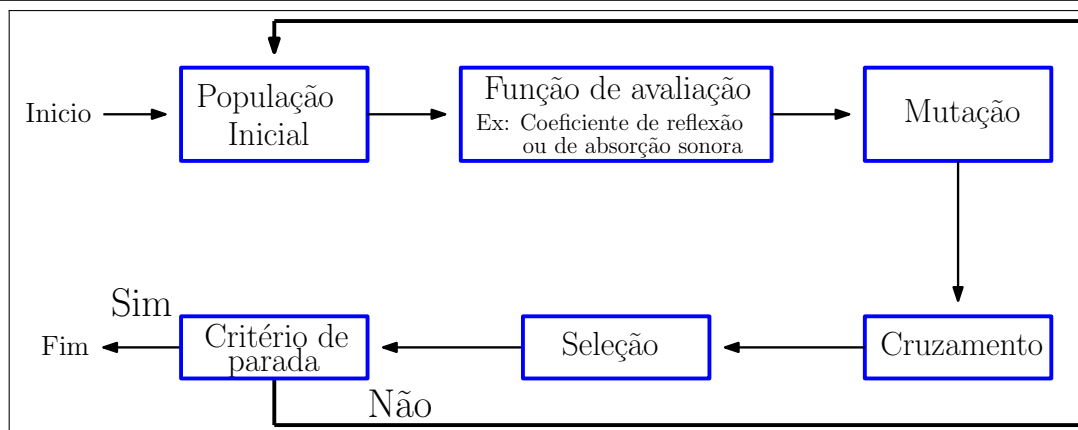 Inicio
População
Inicial
Função de avaliação
Ex: Coeficiente de reflexão
ou de absorção sonora
Mutação
Sim
Fim
Critério de
parada
Seleção
Cruzamento
Não